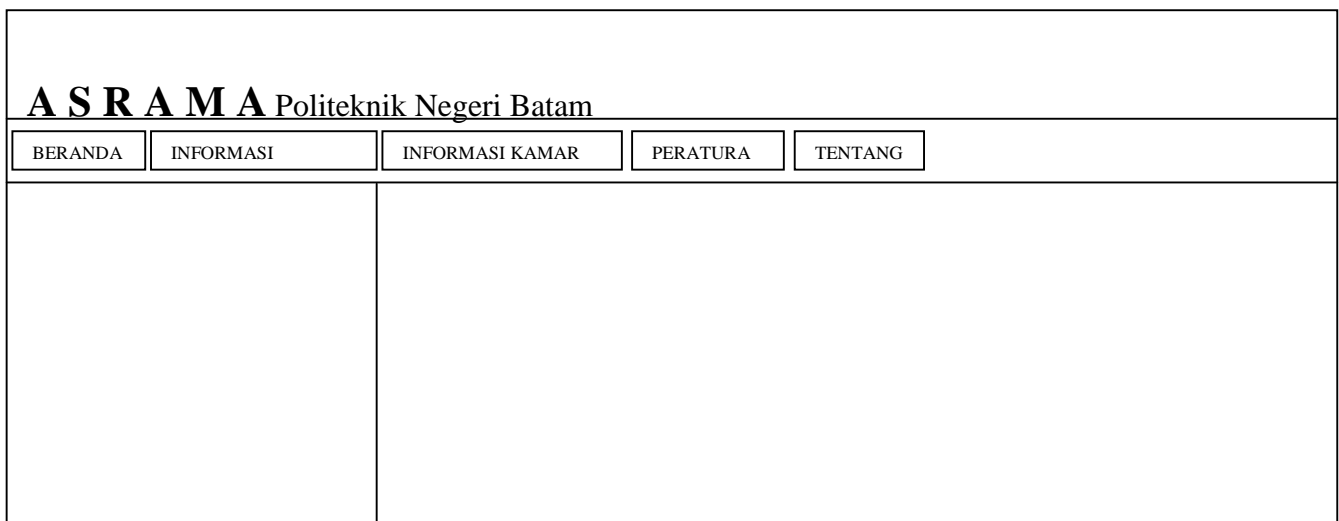 A S R A M A Politeknik Negeri Batam
BERANDA INFORMASI INFORMASI KAMAR PERATURA TENTANG